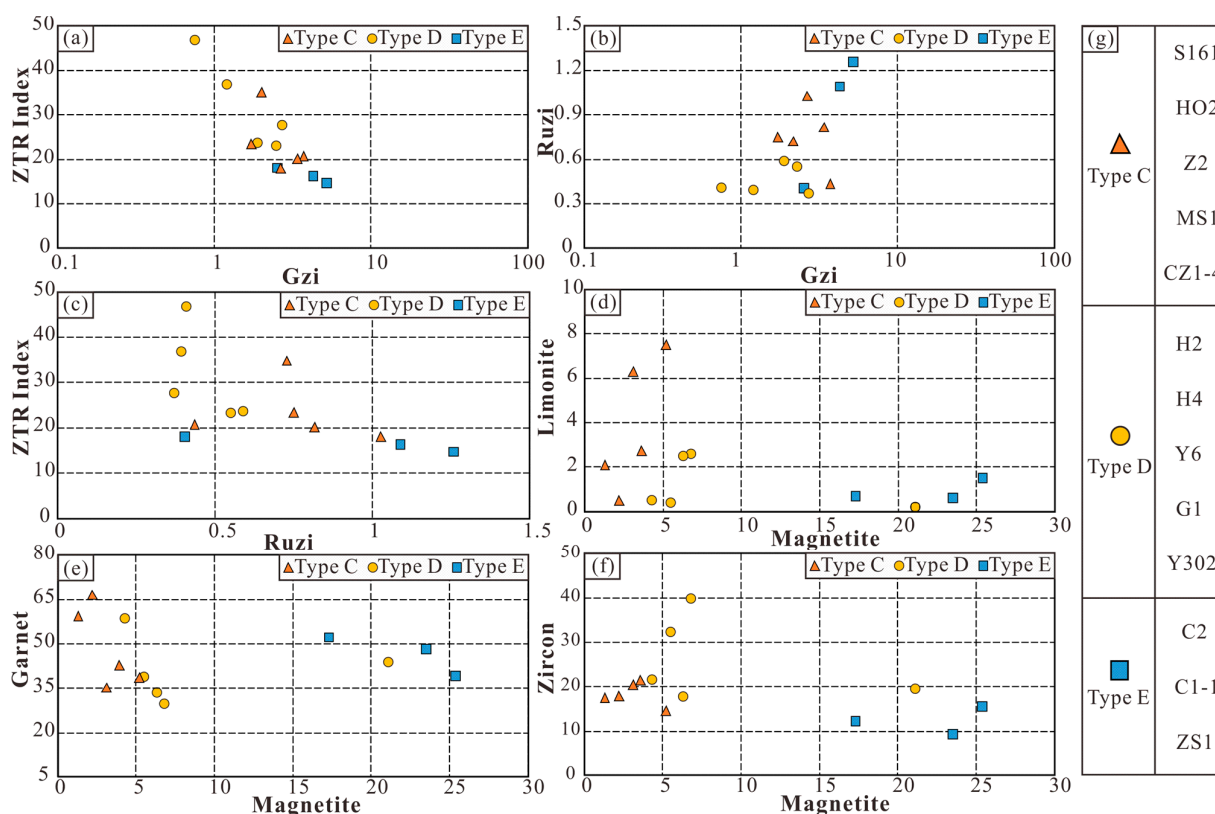 (a)
Type C Type D Type E
ZTR Index
50
40
30
20
10
0
0.1 1 10 100
Gzi
(b)
Type C Type D Type E
Ruzi
1.5
1.2
0.9
0.6
0.3
0
0.1 1 10 100
Gzi
(c)
Type C Type D Type E
ZTR Index
50
40
30
20
10
0
0 0.5 1 1.5
Ruzi
(d)
Type C Type D Type E
Limonite
10
8
6
4
2
0
0 5 10 15 20 25 30
Magnetite
(e)
Type C Type D Type E
Garnet
80
65
50
35
20
5
0 5 10 15 20 25 30
Magnetite
(f)
Type C Type D Type E
Zircon
50
40
30
20
10
0
0 5 10 15 20 25 30
Magnetite
(g)
Type C
S161
HO2
Z2
MS1
CZ1-4
Type D
H2
H4
Y6
G1
Y302
Type E
C2
C1-1
ZS1